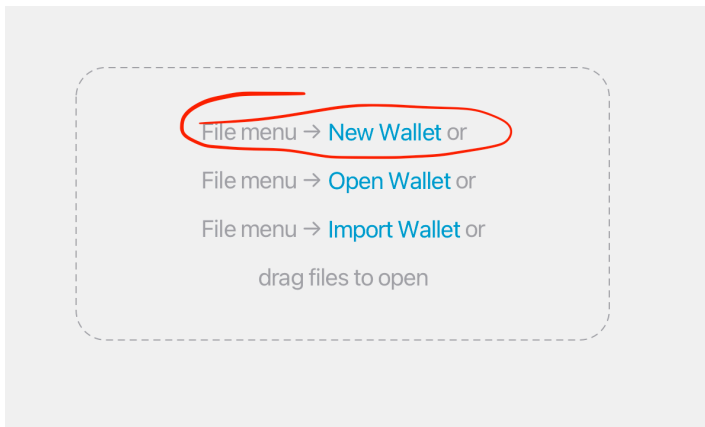 File menu → New Wallet or
File menu → Open Wallet or
File menu → Import Wallet or
drag files to open